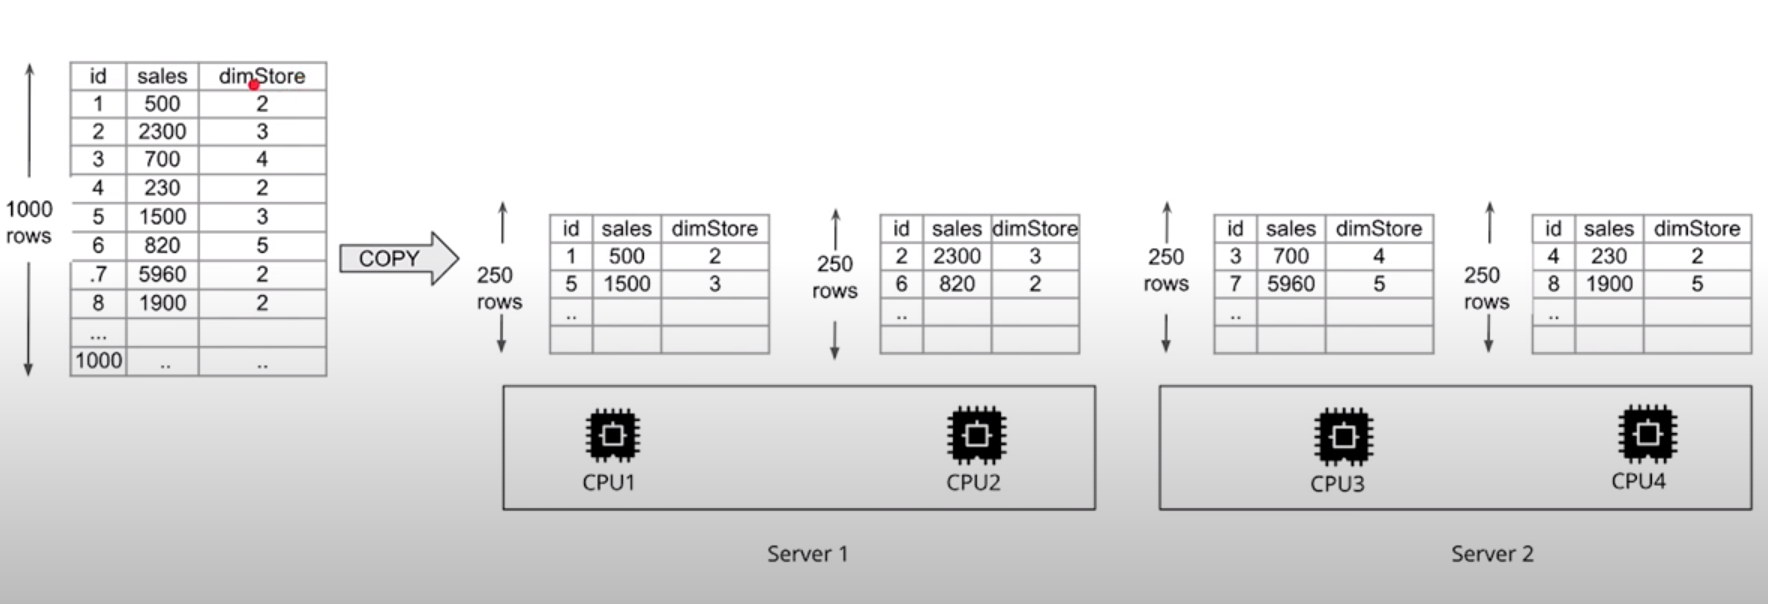 id sales dimStore
1 500 2
2 2300 3
3 700 4
4 230 2
5 1500 3
6 820 5
.7 5960 2
8 1900 2
...
1000 .. ..
1000
rows
COPY
250
rows
id sales dimStore
1 500 2
5 1500 3
..
250
rows
id sales dimStore
2 2300 3
6 820 2
..
250
rows
id sales dimStore
3 700 4
7 5960 5
..
250
rows
id sales dimStore
4 230 2
8 1900 5
..
CPU1
CPU2
CPU3
CPU4
Server 1
Server 2